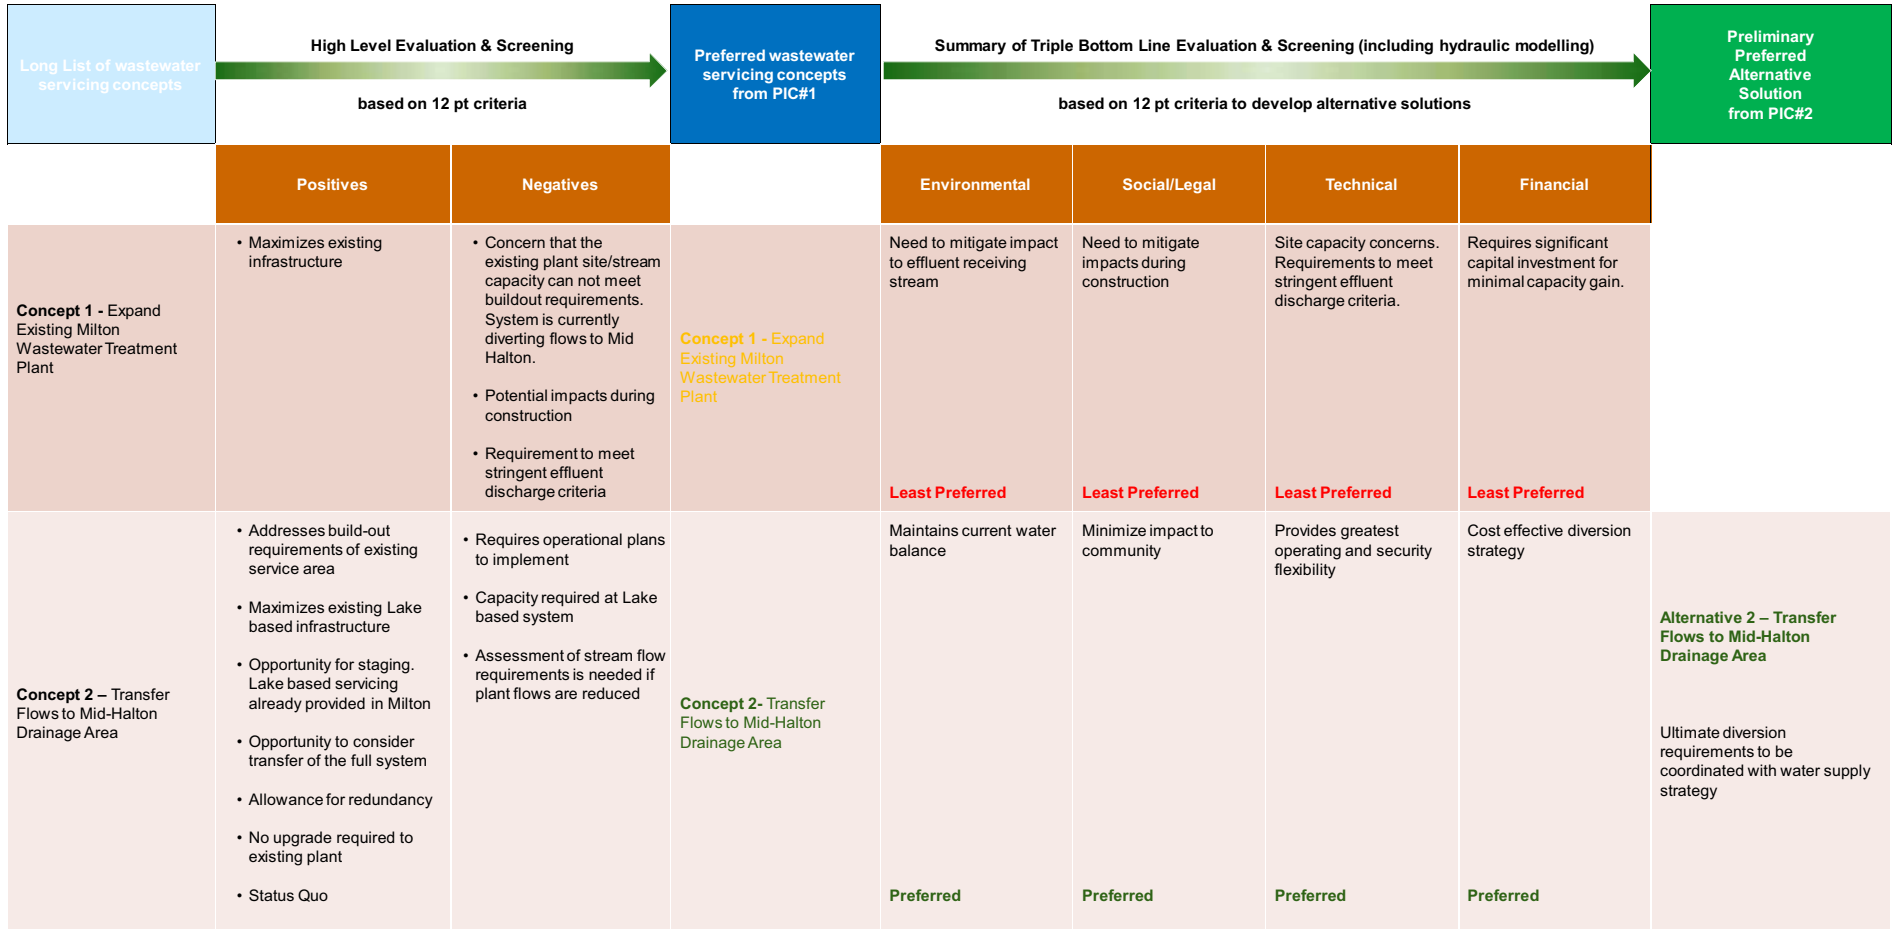 Long List of wastewater
servicing concepts
High Level Evaluation & Screening
based on 12 pt criteria
Preferred wastewater
servicing concepts
from PIC#1
Summary of Triple Bottom Line Evaluation & Screening (including hydraulic modelling)
based on 12 pt criteria to develop alternative solutions
Preliminary
Preferred
Alternative
Solution
from PIC#2
Positives
Negatives
Environmental
Social/Legal
Technical
Financial
Concept 1 - Expand
Existing Milton
Wastewater Treatment
Plant
• Maximizes existing
infrastructure
• Concern that the
existing plant site/stream
capacity can not meet
buildout requirements.
System is currently
diverting flows to Mid
Halton.
• Potential impacts during
construction
• Requirement to meet
stringent effluent
discharge criteria
Concept 1 - Expand
Existing Milton
Wastewater Treatment
Plant
Need to mitigate impact
to effluent receiving
stream
Least Preferred
Need to mitigate
impacts during
construction
Least Preferred
Site capacity concerns.
Requirements to meet
stringent effluent
discharge criteria.
Least Preferred
Requires significant
capital investment for
minimal capacity gain.
Least Preferred
Concept 2 – Transfer
Flows to Mid-Halton
Drainage Area
• Addresses build-out
requirements of existing
service area
• Maximizes existing Lake
based infrastructure
• Opportunity for staging.
Lake based servicing
already provided in Milton
• Opportunity to consider
transfer of the full system
• Allowance for redundancy
• No upgrade required to
existing plant
• Status Quo
• Requires operational plans
to implement
• Capacity required at Lake
based system
• Assessment of stream flow
requirements is needed if
plant flows are reduced
Concept 2- Transfer
Flows to Mid-Halton
Drainage Area
Maintains current water
balance
Preferred
Minimize impact to
community
Preferred
Provides greatest
operating and security
flexibility
Preferred
Cost effective diversion
strategy
Preferred
Alternative 2 – Transfer
Flows to Mid-Halton
Drainage Area
Ultimate diversion
requirements to be
coordinated with water supply
strategy